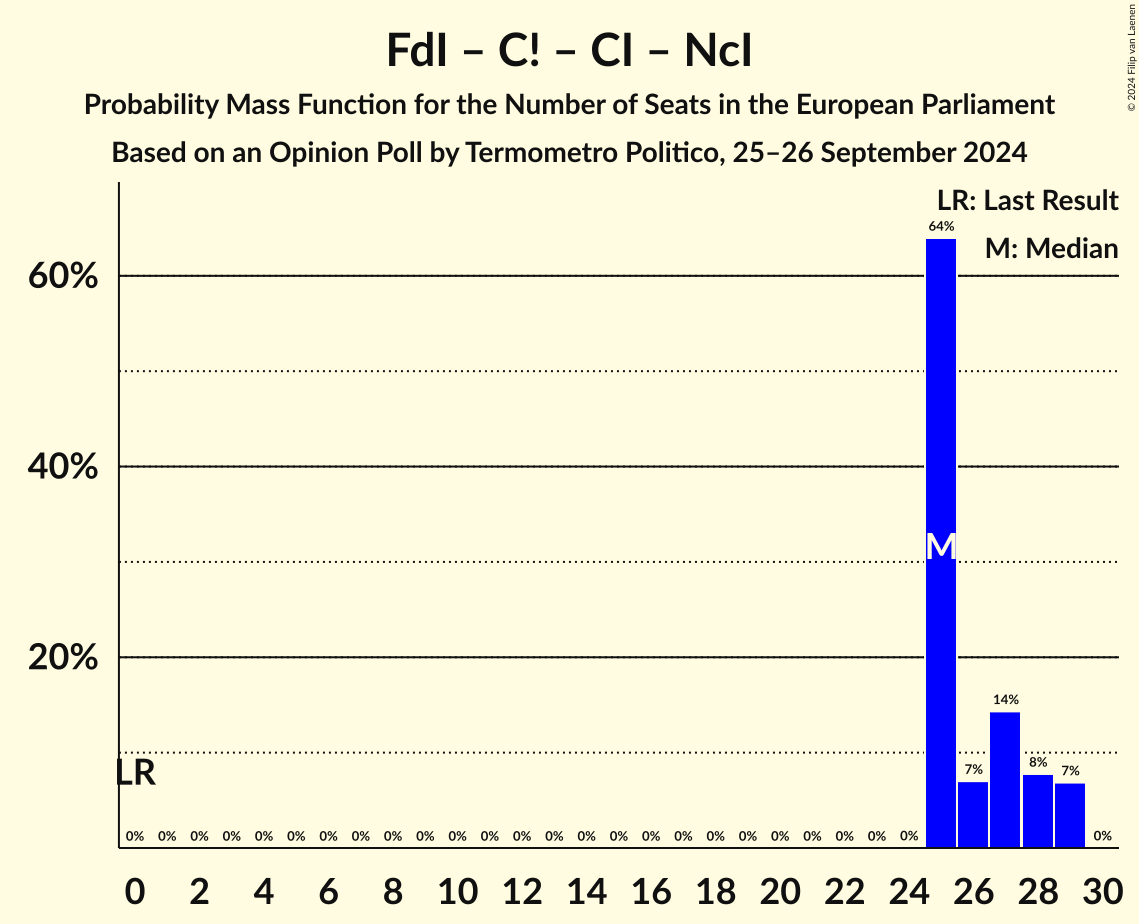 FdI – C! – CI – NcI
Probability Mass Function for the Number of Seats in the European Parliament
Based on an Opinion Poll by Termometro Politico, 25–26 September 2024
© 2024 Filip van Laenen
LR: Last Result
M: Median
60%
40%
20%
64%
M
14%
7%
8%
7%
LR
0% 0% 0% 0% 0% 0% 0% 0% 0% 0% 0% 0% 0% 0% 0% 0% 0% 0% 0% 0% 0% 0% 0% 0% 0% 0%
0 2 4 6 8 10 12 14 16 18 20 22 24 26 28 30